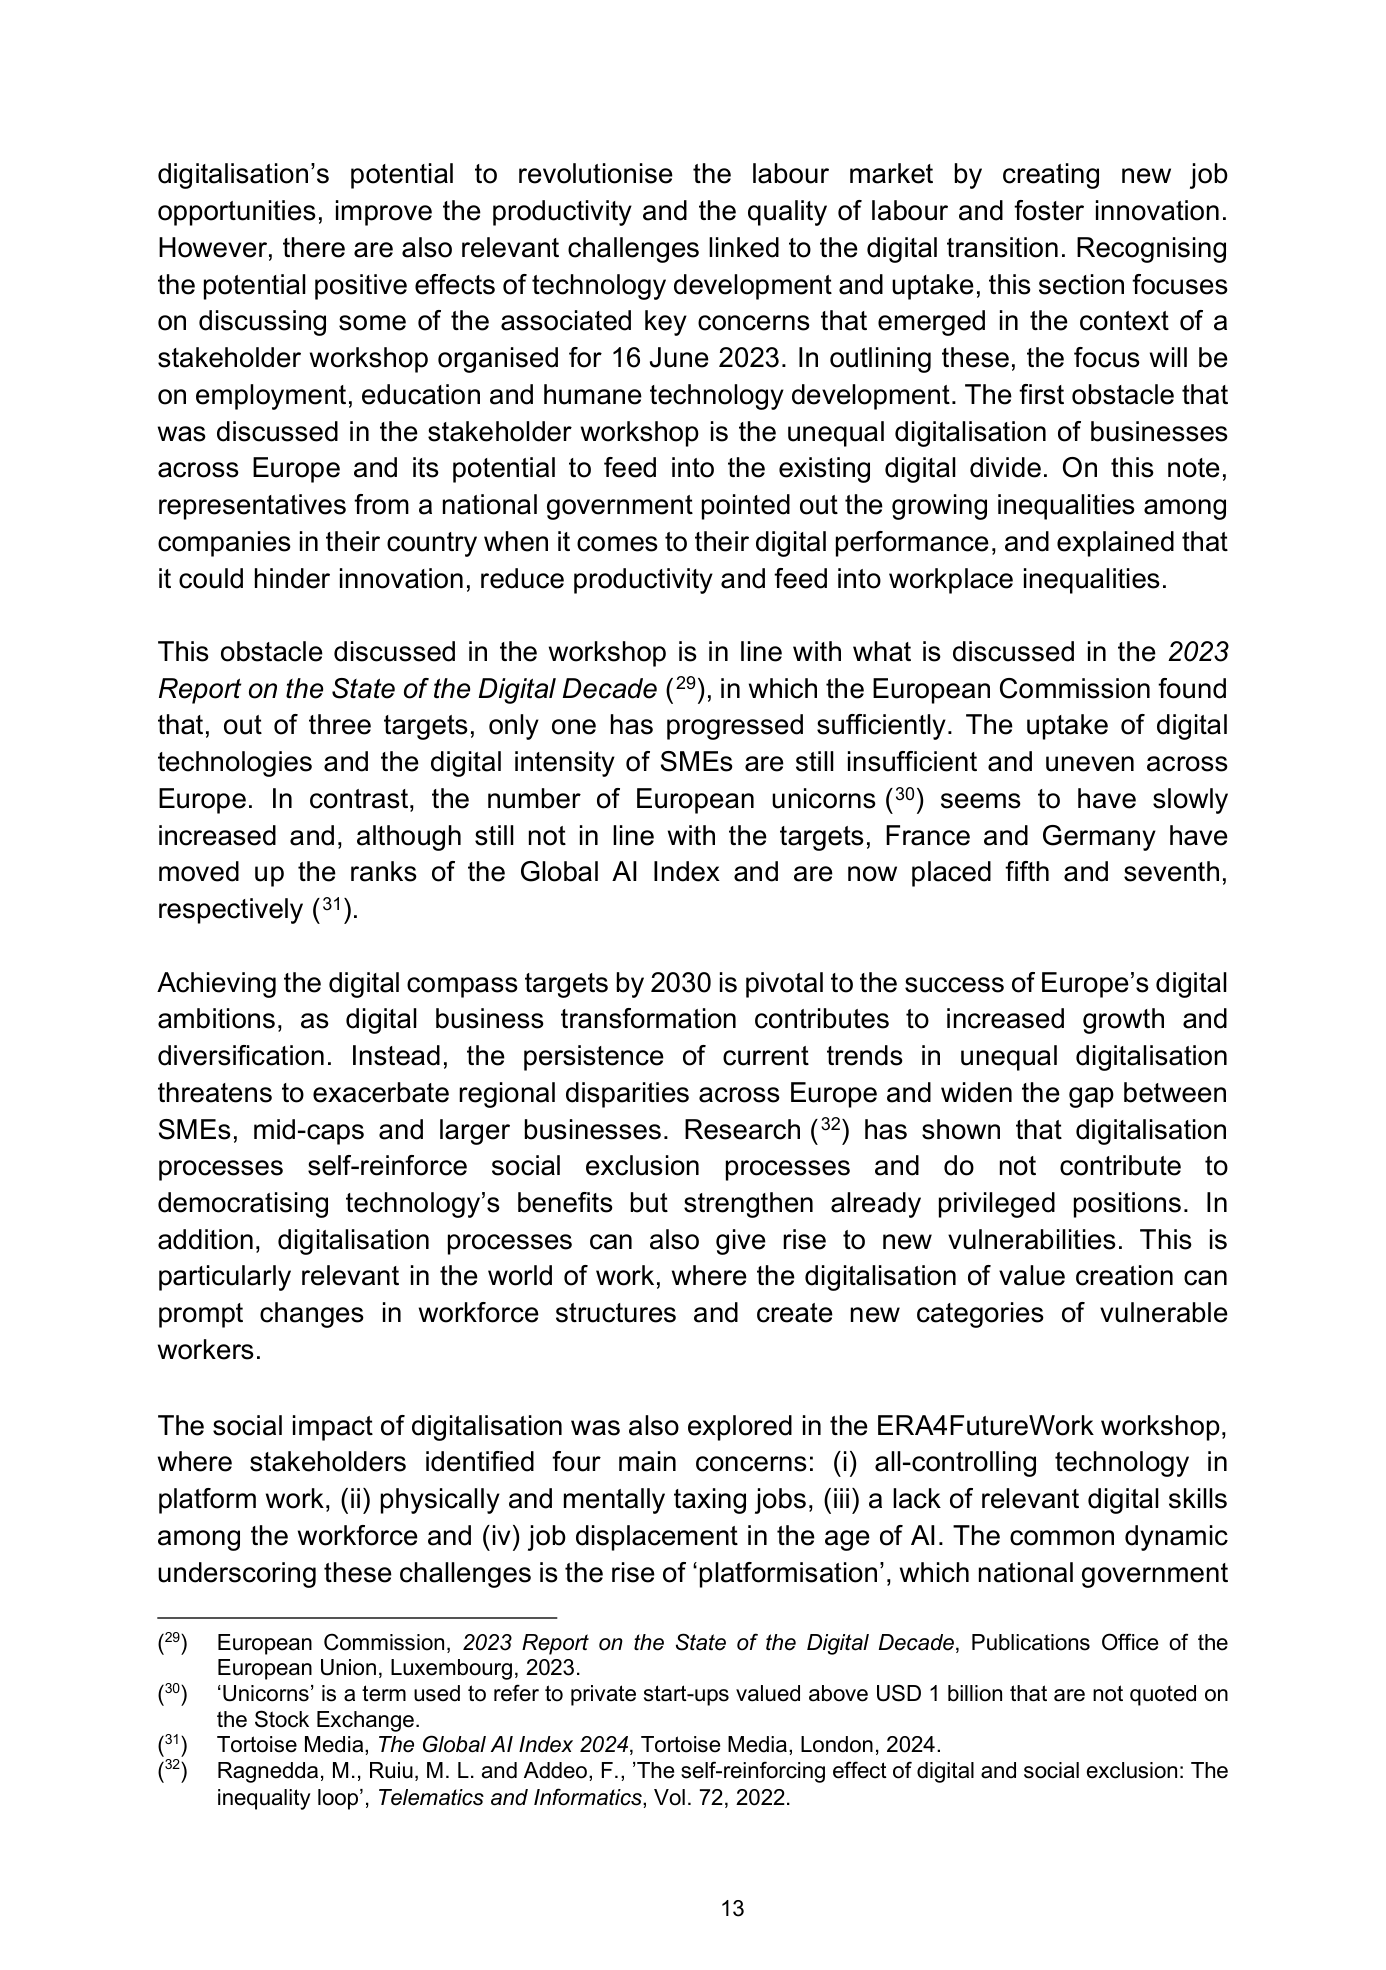 digitalisation’s potential to revolutionise the labour market by creating new job
opportunities, improve the productivity and the quality of labour and foster innovation.
However, there are also relevant challenges linked to the digital transition. Recognising
the potential positive effects of technology development and uptake, this section focuses
on discussing some of the associated key concerns that emerged in the context of a
stakeholder workshop organised for 16 June 2023. In outlining these, the focus will be
on employment, education and humane technology development. The first obstacle that
was discussed in the stakeholder workshop is the unequal digitalisation of businesses
across Europe and its potential to feed into the existing digital divide. On this note,
representatives from a national government pointed out the growing inequalities among
companies in their country when it comes to their digital performance, and explained that
it could hinder innovation, reduce productivity and feed into workplace inequalities.
This obstacle discussed in the workshop is in line with what is discussed in the 2023
Report on the State of the Digital Decade (29), in which the European Commission found
that, out of three targets, only one has progressed sufficiently. The uptake of digital
technologies and the digital intensity of SMEs are still insufficient and uneven across
Europe. In contrast, the number of European unicorns (30) seems to have slowly
increased and, although still not in line with the targets, France and Germany have
moved up the ranks of the Global AI Index and are now placed fifth and seventh,
respectively (31).
Achieving the digital compass targets by 2030 is pivotal to the success of Europe’s digital
ambitions, as digital business transformation contributes to increased growth and
diversification. Instead, the persistence of current trends in unequal digitalisation
threatens to exacerbate regional disparities across Europe and widen the gap between
SMEs, mid-caps and larger businesses. Research (32) has shown that digitalisation
processes self-reinforce social exclusion processes and do not contribute to
democratising technology’s benefits but strengthen already privileged positions. In
addition, digitalisation processes can also give rise to new vulnerabilities. This is
particularly relevant in the world of work, where the digitalisation of value creation can
prompt changes in workforce structures and create new categories of vulnerable
workers.
The social impact of digitalisation was also explored in the ERA4FutureWork workshop,
where stakeholders identified four main concerns: (i) all-controlling technology in
platform work, (ii) physically and mentally taxing jobs, (iii) a lack of relevant digital skills
among the workforce and (iv) job displacement in the age of AI. The common dynamic
underscoring these challenges is the rise of ‘platformisation’, which national government
(29) European Commission, 2023 Report on the State of the Digital Decade, Publications Office of the
European Union, Luxembourg, 2023.
(30) ‘Unicorns’ is a term used to refer to private start-ups valued above USD 1 billion that are not quoted on
the Stock Exchange.
(31) Tortoise Media, The Global AI Index 2024, Tortoise Media, London, 2024.
(32) Ragnedda, M., Ruiu, M. L. and Addeo, F., ’The self-reinforcing effect of digital and social exclusion: The
inequality loop’, Telematics and Informatics, Vol. 72, 2022.
13